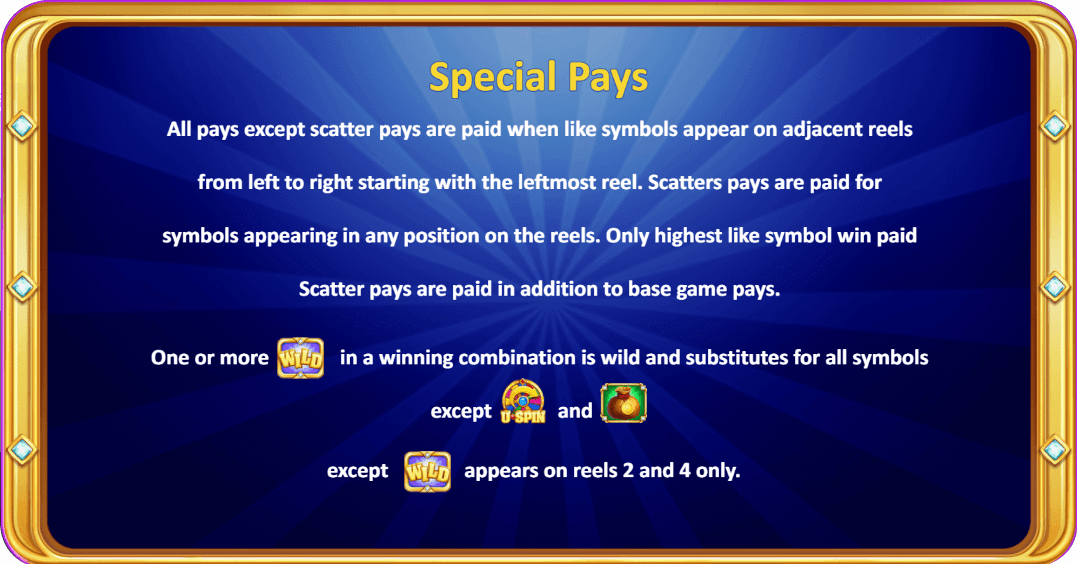 Special Pays
All pays except scatter pays are paid when like symbols appear on adjacent reels
from left to right starting with the leftmost reel. Scatters pays are paid for
symbols appearing in any position on the reels. Only highest like symbol win paid
Scatter pays are paid in addition to base game pays.
One or more WILD in a winning combination is wild and substitutes for all symbols
except U-SPIN and
except WILD appears on reels 2 and 4 only.